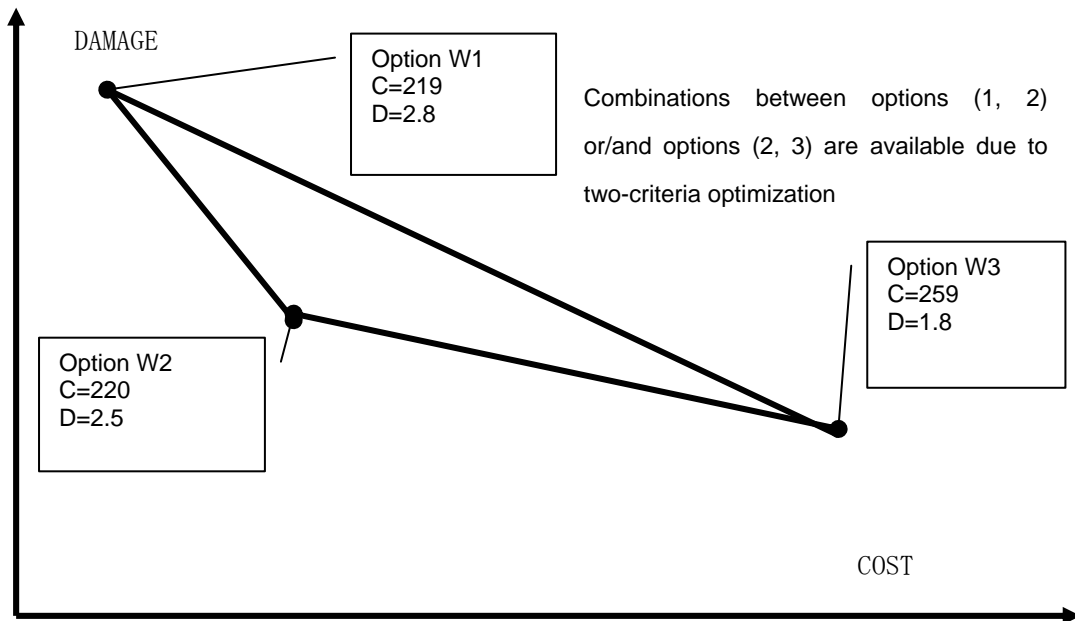 DAMAGE
Option W1
C=219
D=2.8
Combinations between options (1, 2)
or/and options (2, 3) are available due to
two-criteria optimization
Option W3
C=259
D=1.8
Option W2
C=220
D=2.5
COST